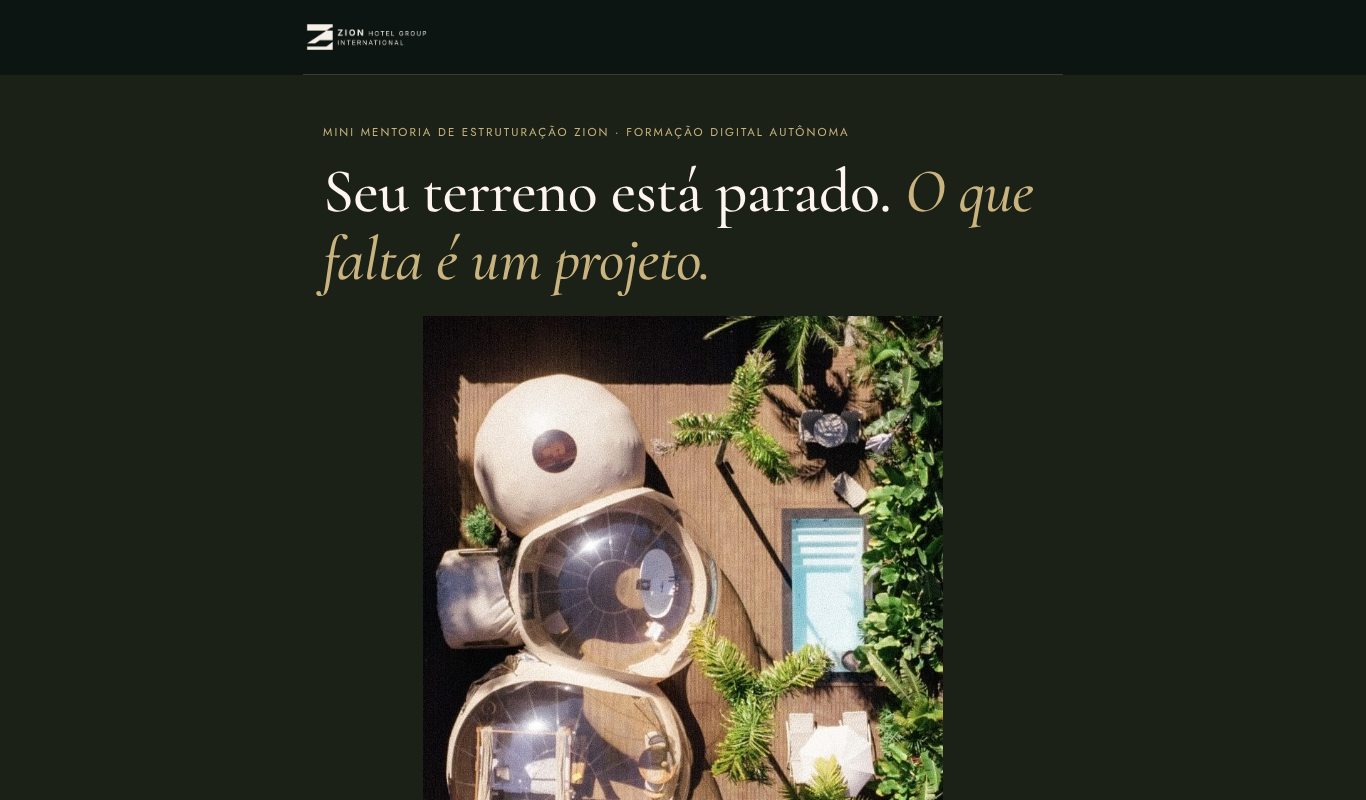 ZION HOTEL GROUP
INTERNATIONAL
MINI MENTORIA DE ESTRUTURAÇÃO ZION · FORMAÇÃO DIGITAL AUTÔNOMA
Seu terreno está parado. O que
falta é um projeto.